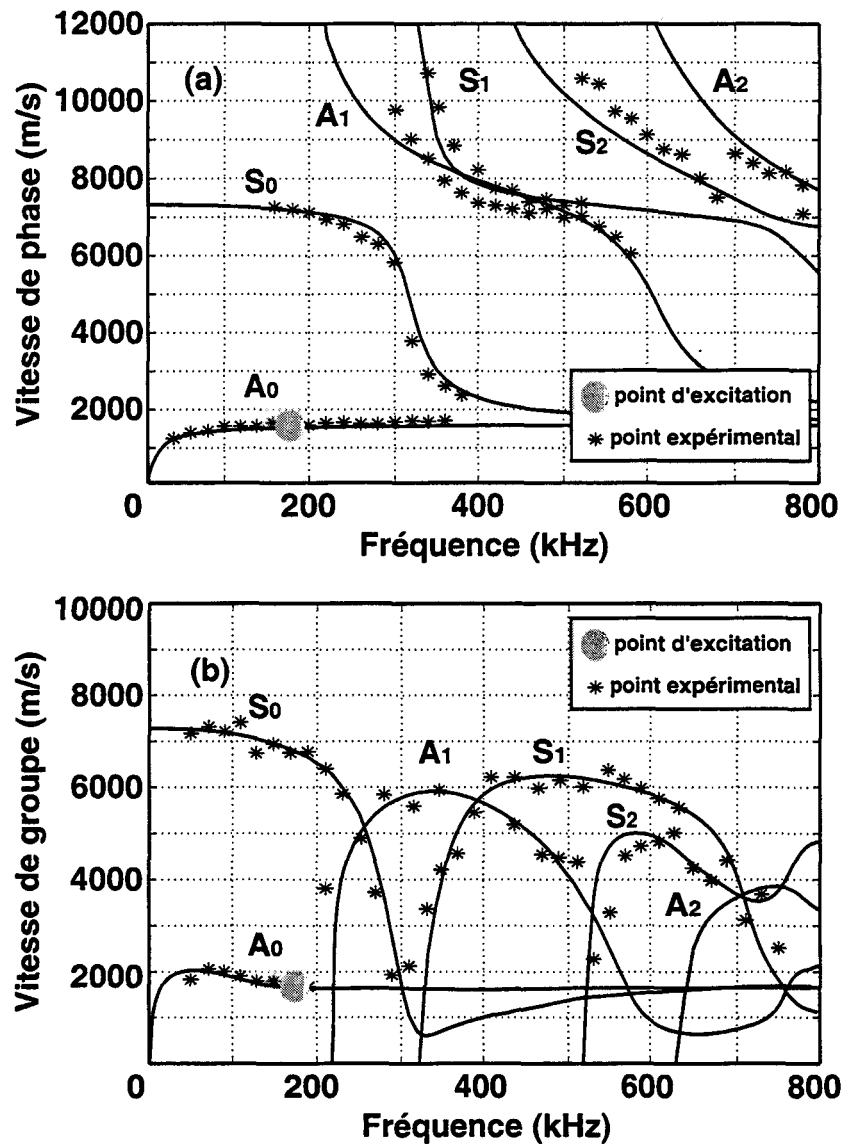 12000
10000
8000
6000
4000
2000
0
200
400
600
800
Vitesse de phase (m/s)
Fréquence (kHz)
(a)
A1
S1
S2
A2
S0
A0
point d'excitation
point expérimental
10000
8000
6000
4000
2000
0
200
400
600
800
Vitesse de groupe (m/s)
Fréquence (kHz)
(b)
S0
A1
S1
S2
A2
A0
point d'excitation
point expérimental